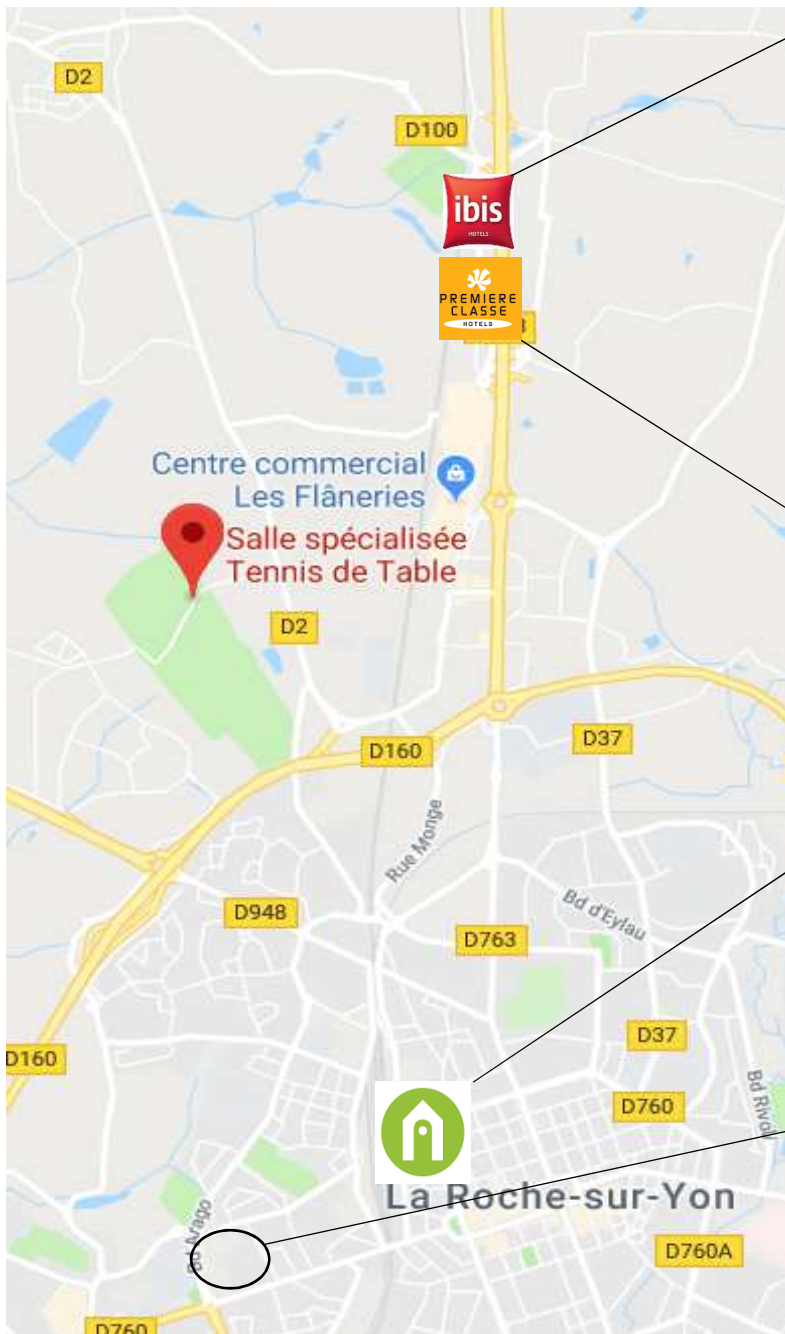 D2
D100
ibis
HOTELS
PREMIERE
CLASSE
HOTELS
Centre commercial
Les Flâneries
Salle spécialisée
Tennis de Table
D2
D160
D37
Rue Monge
D948
Bd d'Eylau
D763
D37
D160
D760
Bd Rivoli
La Roche-sur-Yon
Bd Arago
D760A
D760